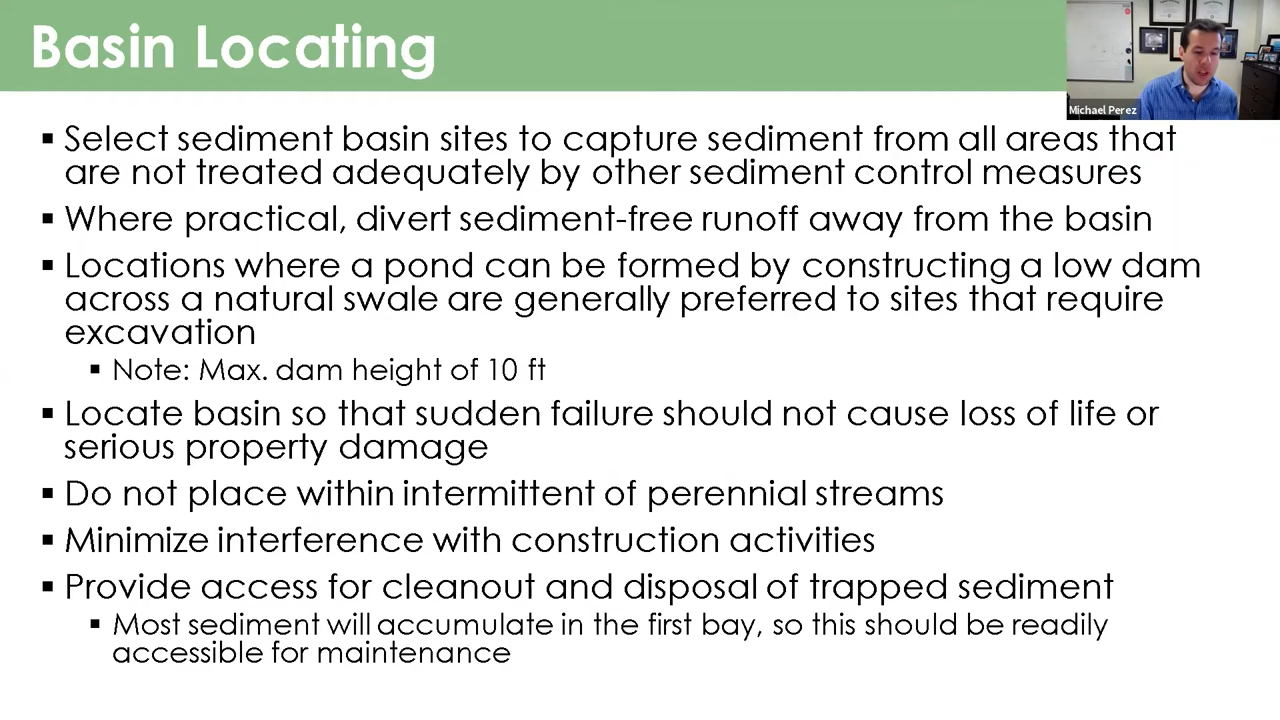 Basin Locating
Michael Perez
▪ Select sediment basin sites to capture sediment from all areas that
are not treated adequately by other sediment control measures
▪ Where practical, divert sediment-free runoff away from the basin
▪ Locations where a pond can be formed by constructing a low dam
across a natural swale are generally preferred to sites that require
excavation
▪ Note: Max. dam height of 10 ft
▪ Locate basin so that sudden failure should not cause loss of life or
serious property damage
▪ Do not place within intermittent of perennial streams
▪ Minimize interference with construction activities
▪ Provide access for cleanout and disposal of trapped sediment
▪ Most sediment will accumulate in the first bay, so this should be readily
accessible for maintenance